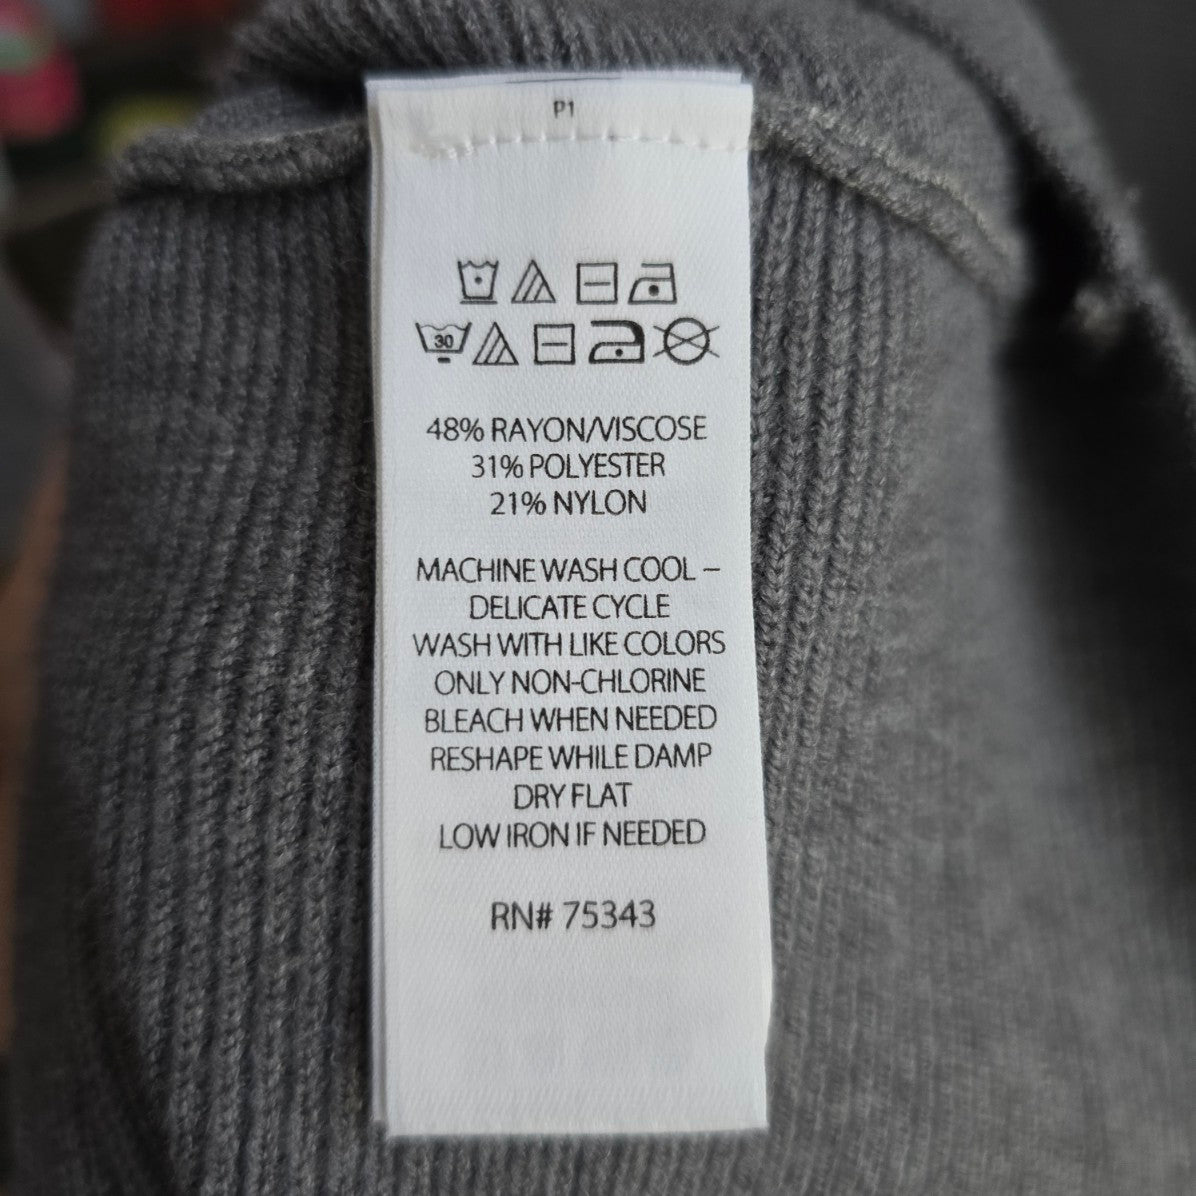 P1
30
48% RAYON/VISCOSE
31% POLYESTER
21% NYLON
MACHINE WASH COOL –
DELICATE CYCLE
WASH WITH LIKE COLORS
ONLY NON-CHLORINE
BLEACH WHEN NEEDED
RESHAPE WHILE DAMP
DRY FLAT
LOW IRON IF NEEDED
RN# 75343